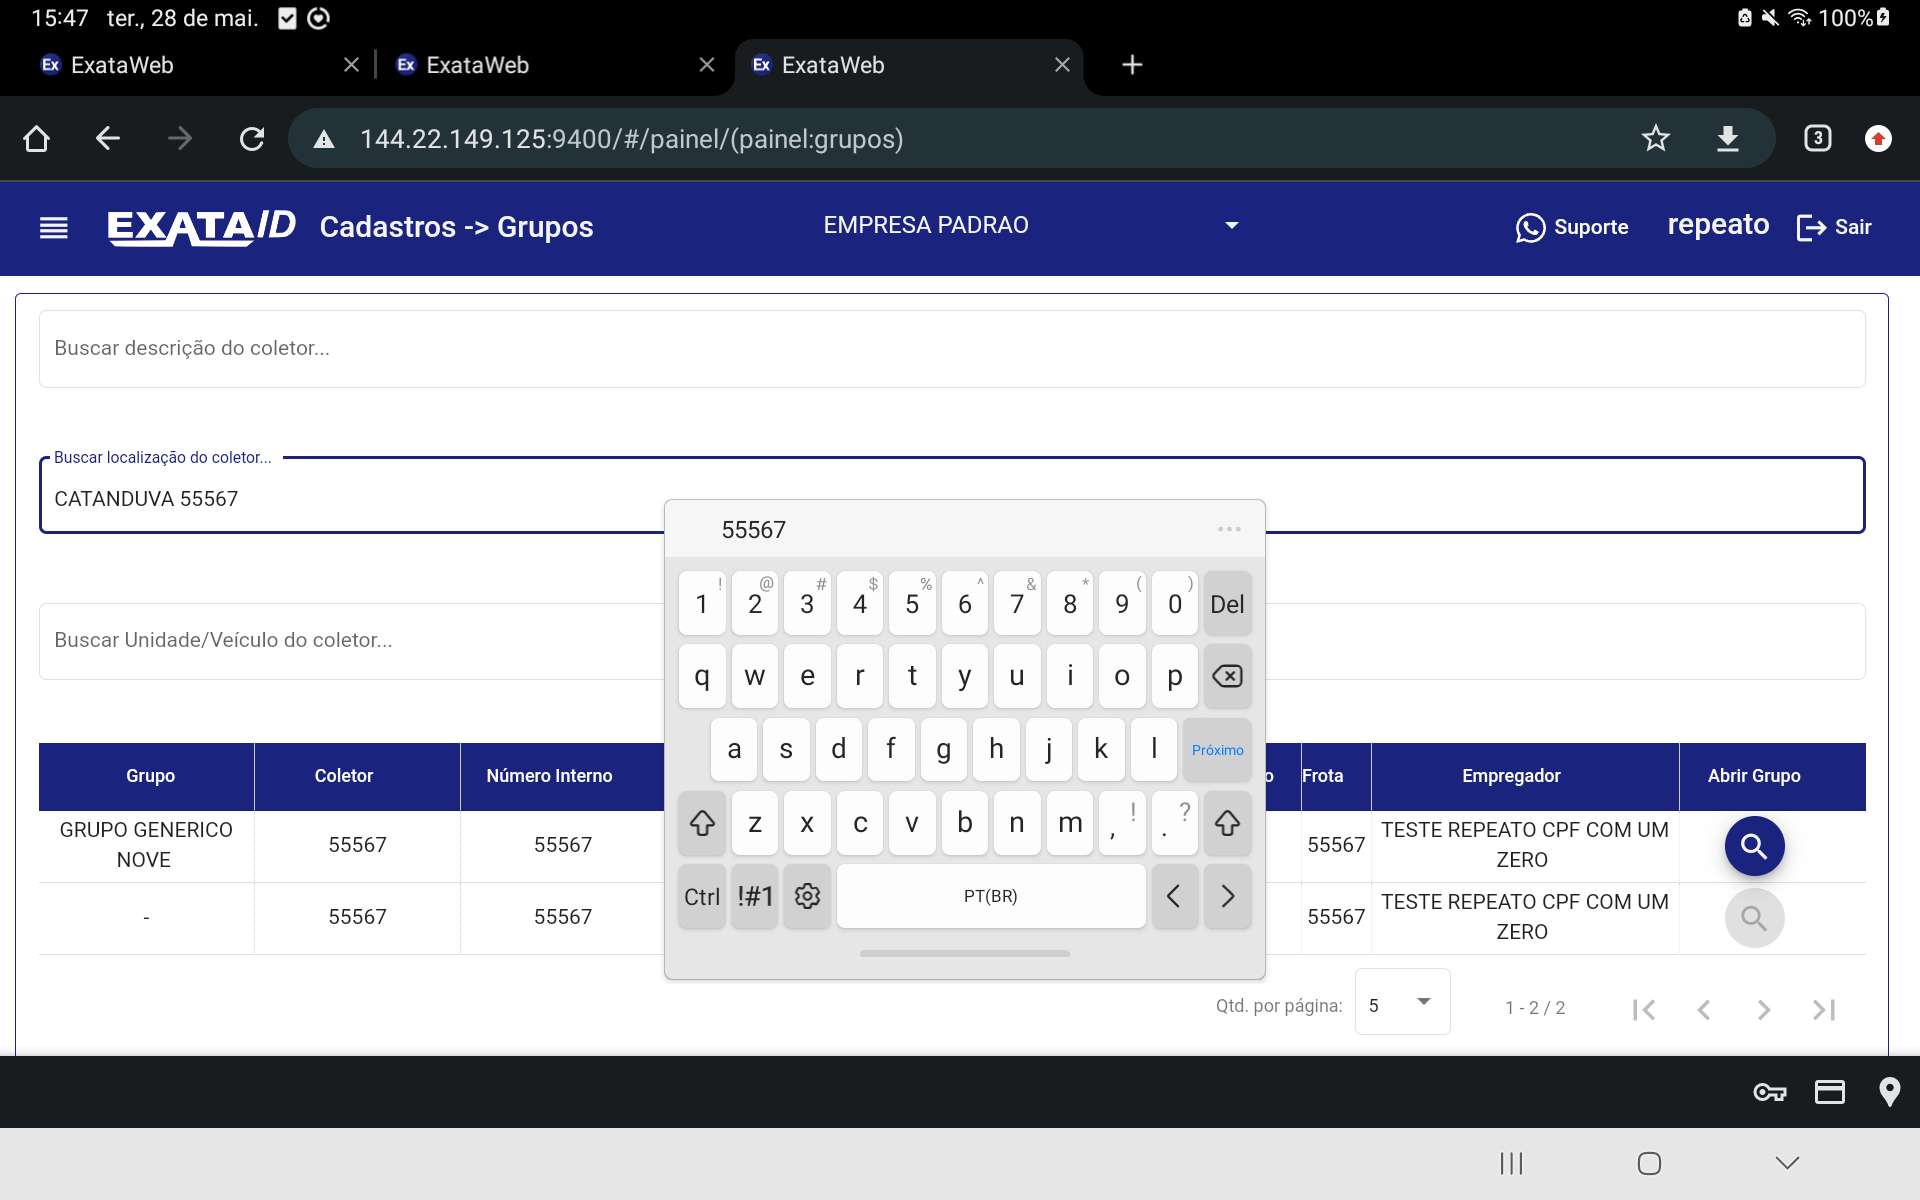 15:47 ter., 28 de mai.
100%
Ex ExataWeb
Ex ExataWeb
Ex ExataWeb
144.22.149.125:9400/#/painel/(painel:grupos)
3
EXATA/D Cadastros -> Grupos
EMPRESA PADRAO
Suporte
repeato
Sair
Buscar descrição do coletor...
Buscar localização do coletor...
CATANDUVA 55567
55567
! @ # $ % ^ & * ( )
1 2 3 4 5 6 7 8 9 0 Del
Buscar Unidade/Veículo do coletor...
q w e r t y u i o p
a s d f g h j k l Próximo
z x c v b n m , ! . ?
Ctrl !#1 PT(BR) < >
Grupo Coletor Número Interno o Frota Empregador Abrir Grupo
GRUPO GENERICO NOVE 55567 55567 55567 TESTE REPEATO CPF COM UM ZERO
- 55567 55567 55567 TESTE REPEATO CPF COM UM ZERO
Qtd. por página: 5 1 - 2 / 2